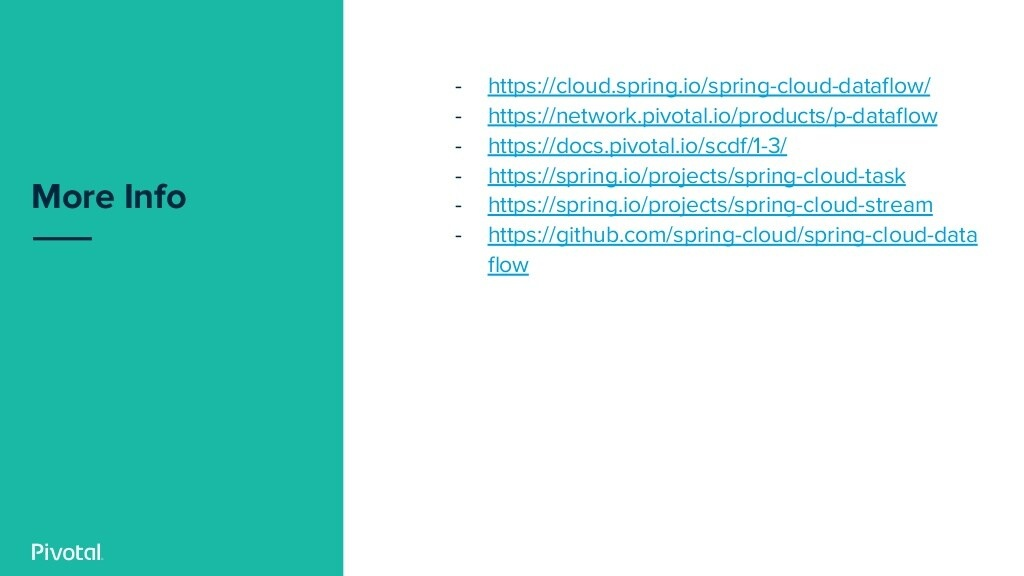 More Info
- https://cloud.spring.io/spring-cloud-dataflow/
- https://network.pivotal.io/products/p-dataflow
- https://docs.pivotal.io/scdf/1-3/
- https://spring.io/projects/spring-cloud-task
- https://spring.io/projects/spring-cloud-stream
- https://github.com/spring-cloud/spring-cloud-data
flow
Pivotal